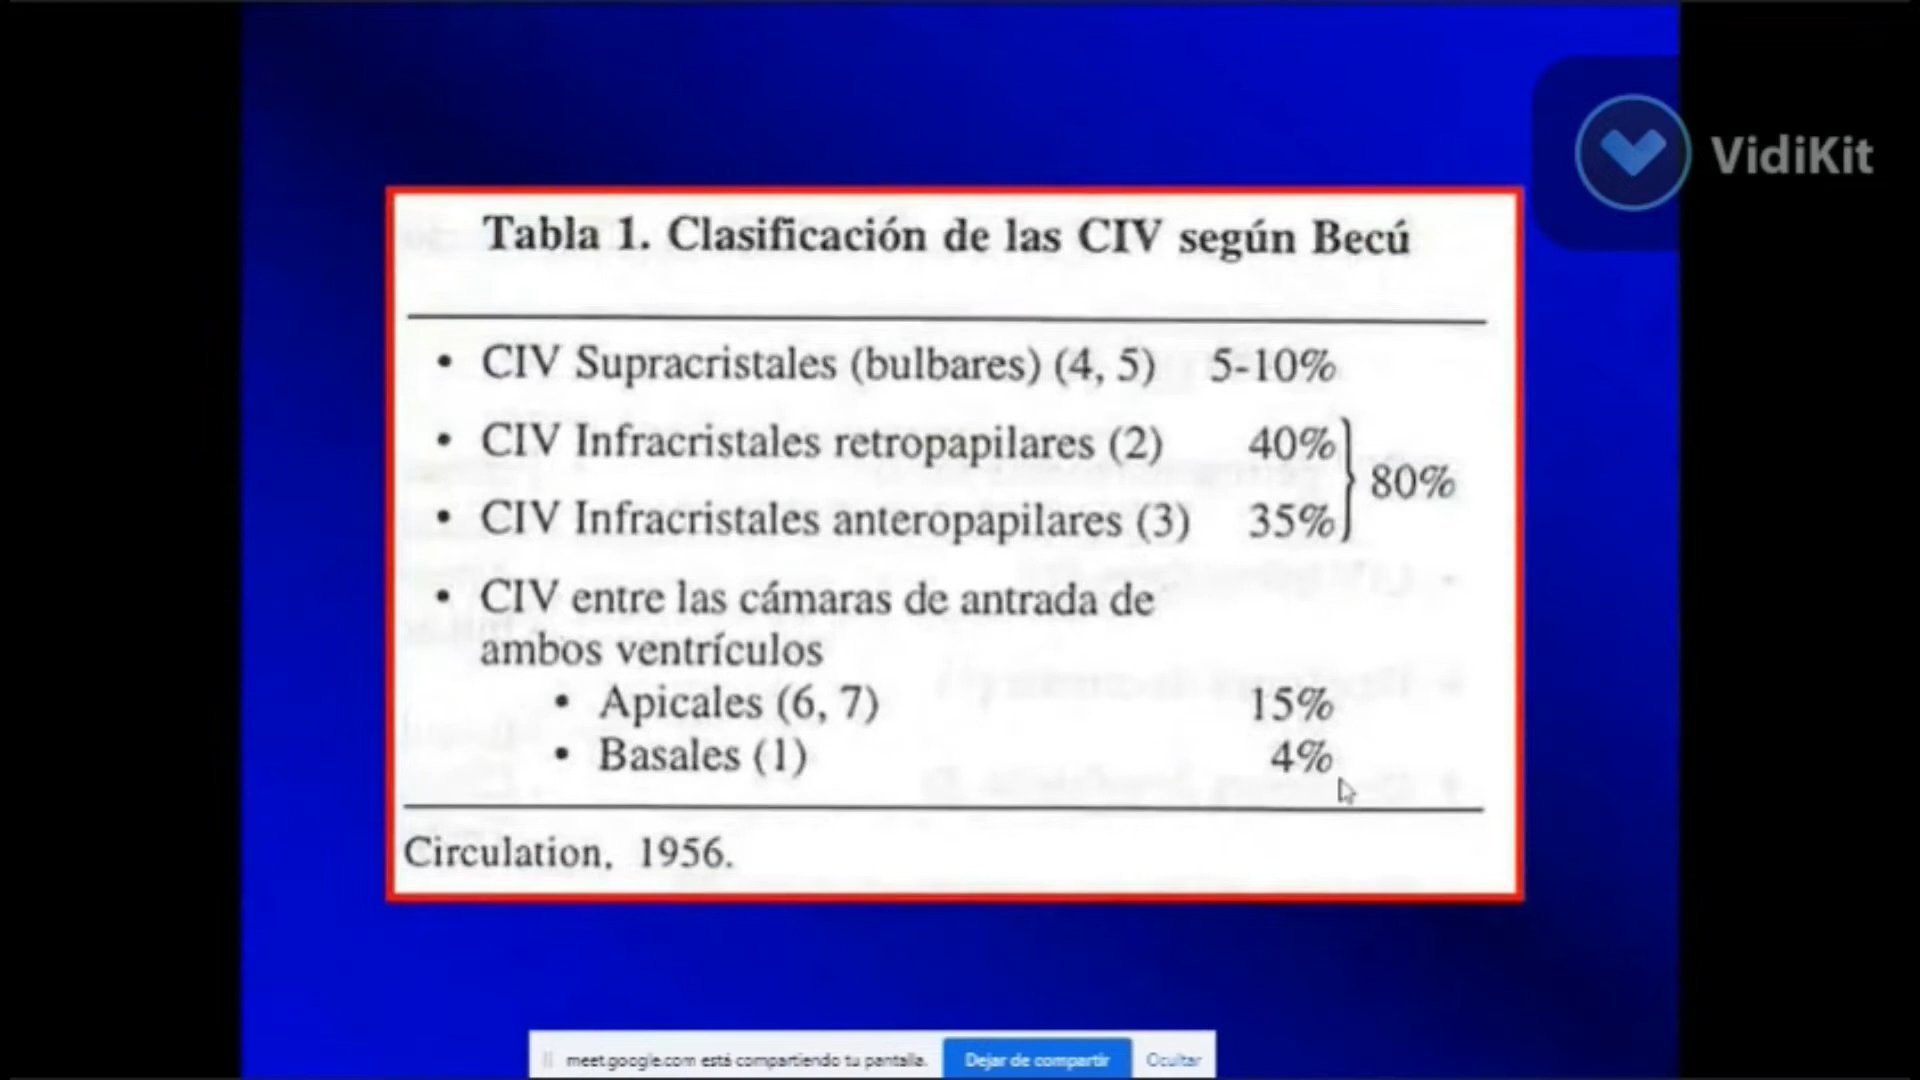 VidiKit
Tabla 1. Clasificación de las CIV según Becú
• CIV Supracristales (bulbares) (4, 5) 5-10%
• CIV Infracristales retropapilares (2) 40%
80%
• CIV Infracristales anteropapilares (3) 35%
• CIV entre las cámaras de antrada de
ambos ventrículos
• Apicales (6, 7) 15%
• Basales (1) 4%
Circulation, 1956.
meet.google.com está compartiendo tu pantalla. Dejar de compartir Ocultar